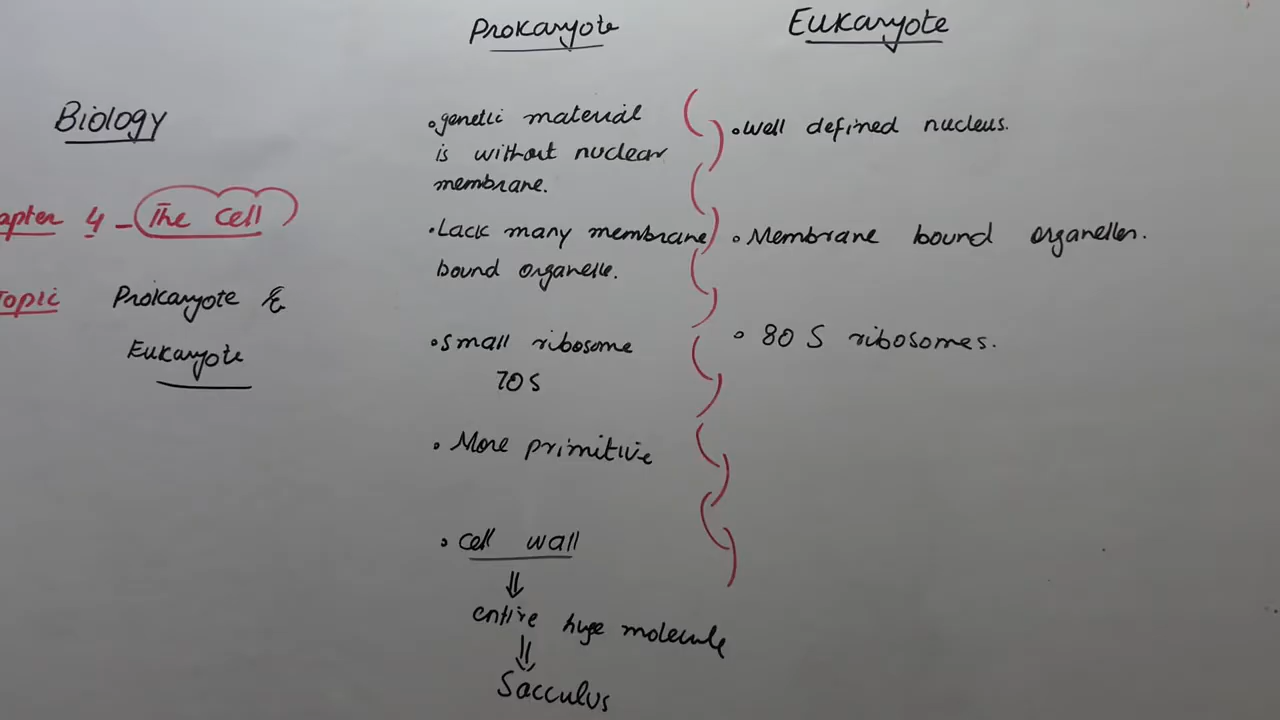 Biology
apter 4 - The Cell
Topic Prokaryote &
Eukaryote
Prokaryote
• genetic material
is without nuclear
membrane.
• Lack many membrane
bound organelle.
• Small ribosome
70 S
• More primitive
• Cell wall
⇓
entire huge molecule
⇓
Sacculus
Eukaryote
• Well defined nucleus.
• Membrane bound organelles.
• 80 S ribosomes.